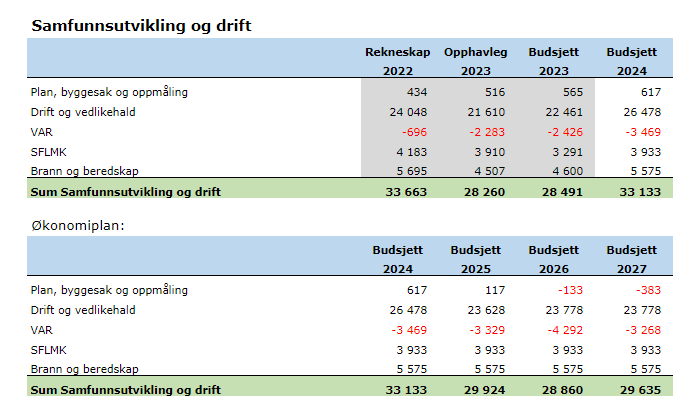 Samfunnsutvikling og drift
Rekneskap Opphavleg Budsjett Budsjett
2022 2023 2023 2024
Plan, byggesak og oppmåling 434 516 565 617
Drift og vedlikehald 24 048 21 610 22 461 26 478
VAR -696 -2 283 -2 426 -3 469
SFLMK 4 183 3 910 3 291 3 933
Brann og beredskap 5 695 4 507 4 600 5 575
Sum Samfunnsutvikling og drift 33 663 28 260 28 491 33 133
Økonomiplan:
Budsjett Budsjett Budsjett Budsjett
2024 2025 2026 2027
Plan, byggesak og oppmåling 617 117 -133 -383
Drift og vedlikehald 26 478 23 628 23 778 23 778
VAR -3 469 -3 329 -4 292 -3 268
SFLMK 3 933 3 933 3 933 3 933
Brann og beredskap 5 575 5 575 5 575 5 575
Sum Samfunnsutvikling og drift 33 133 29 924 28 860 29 635